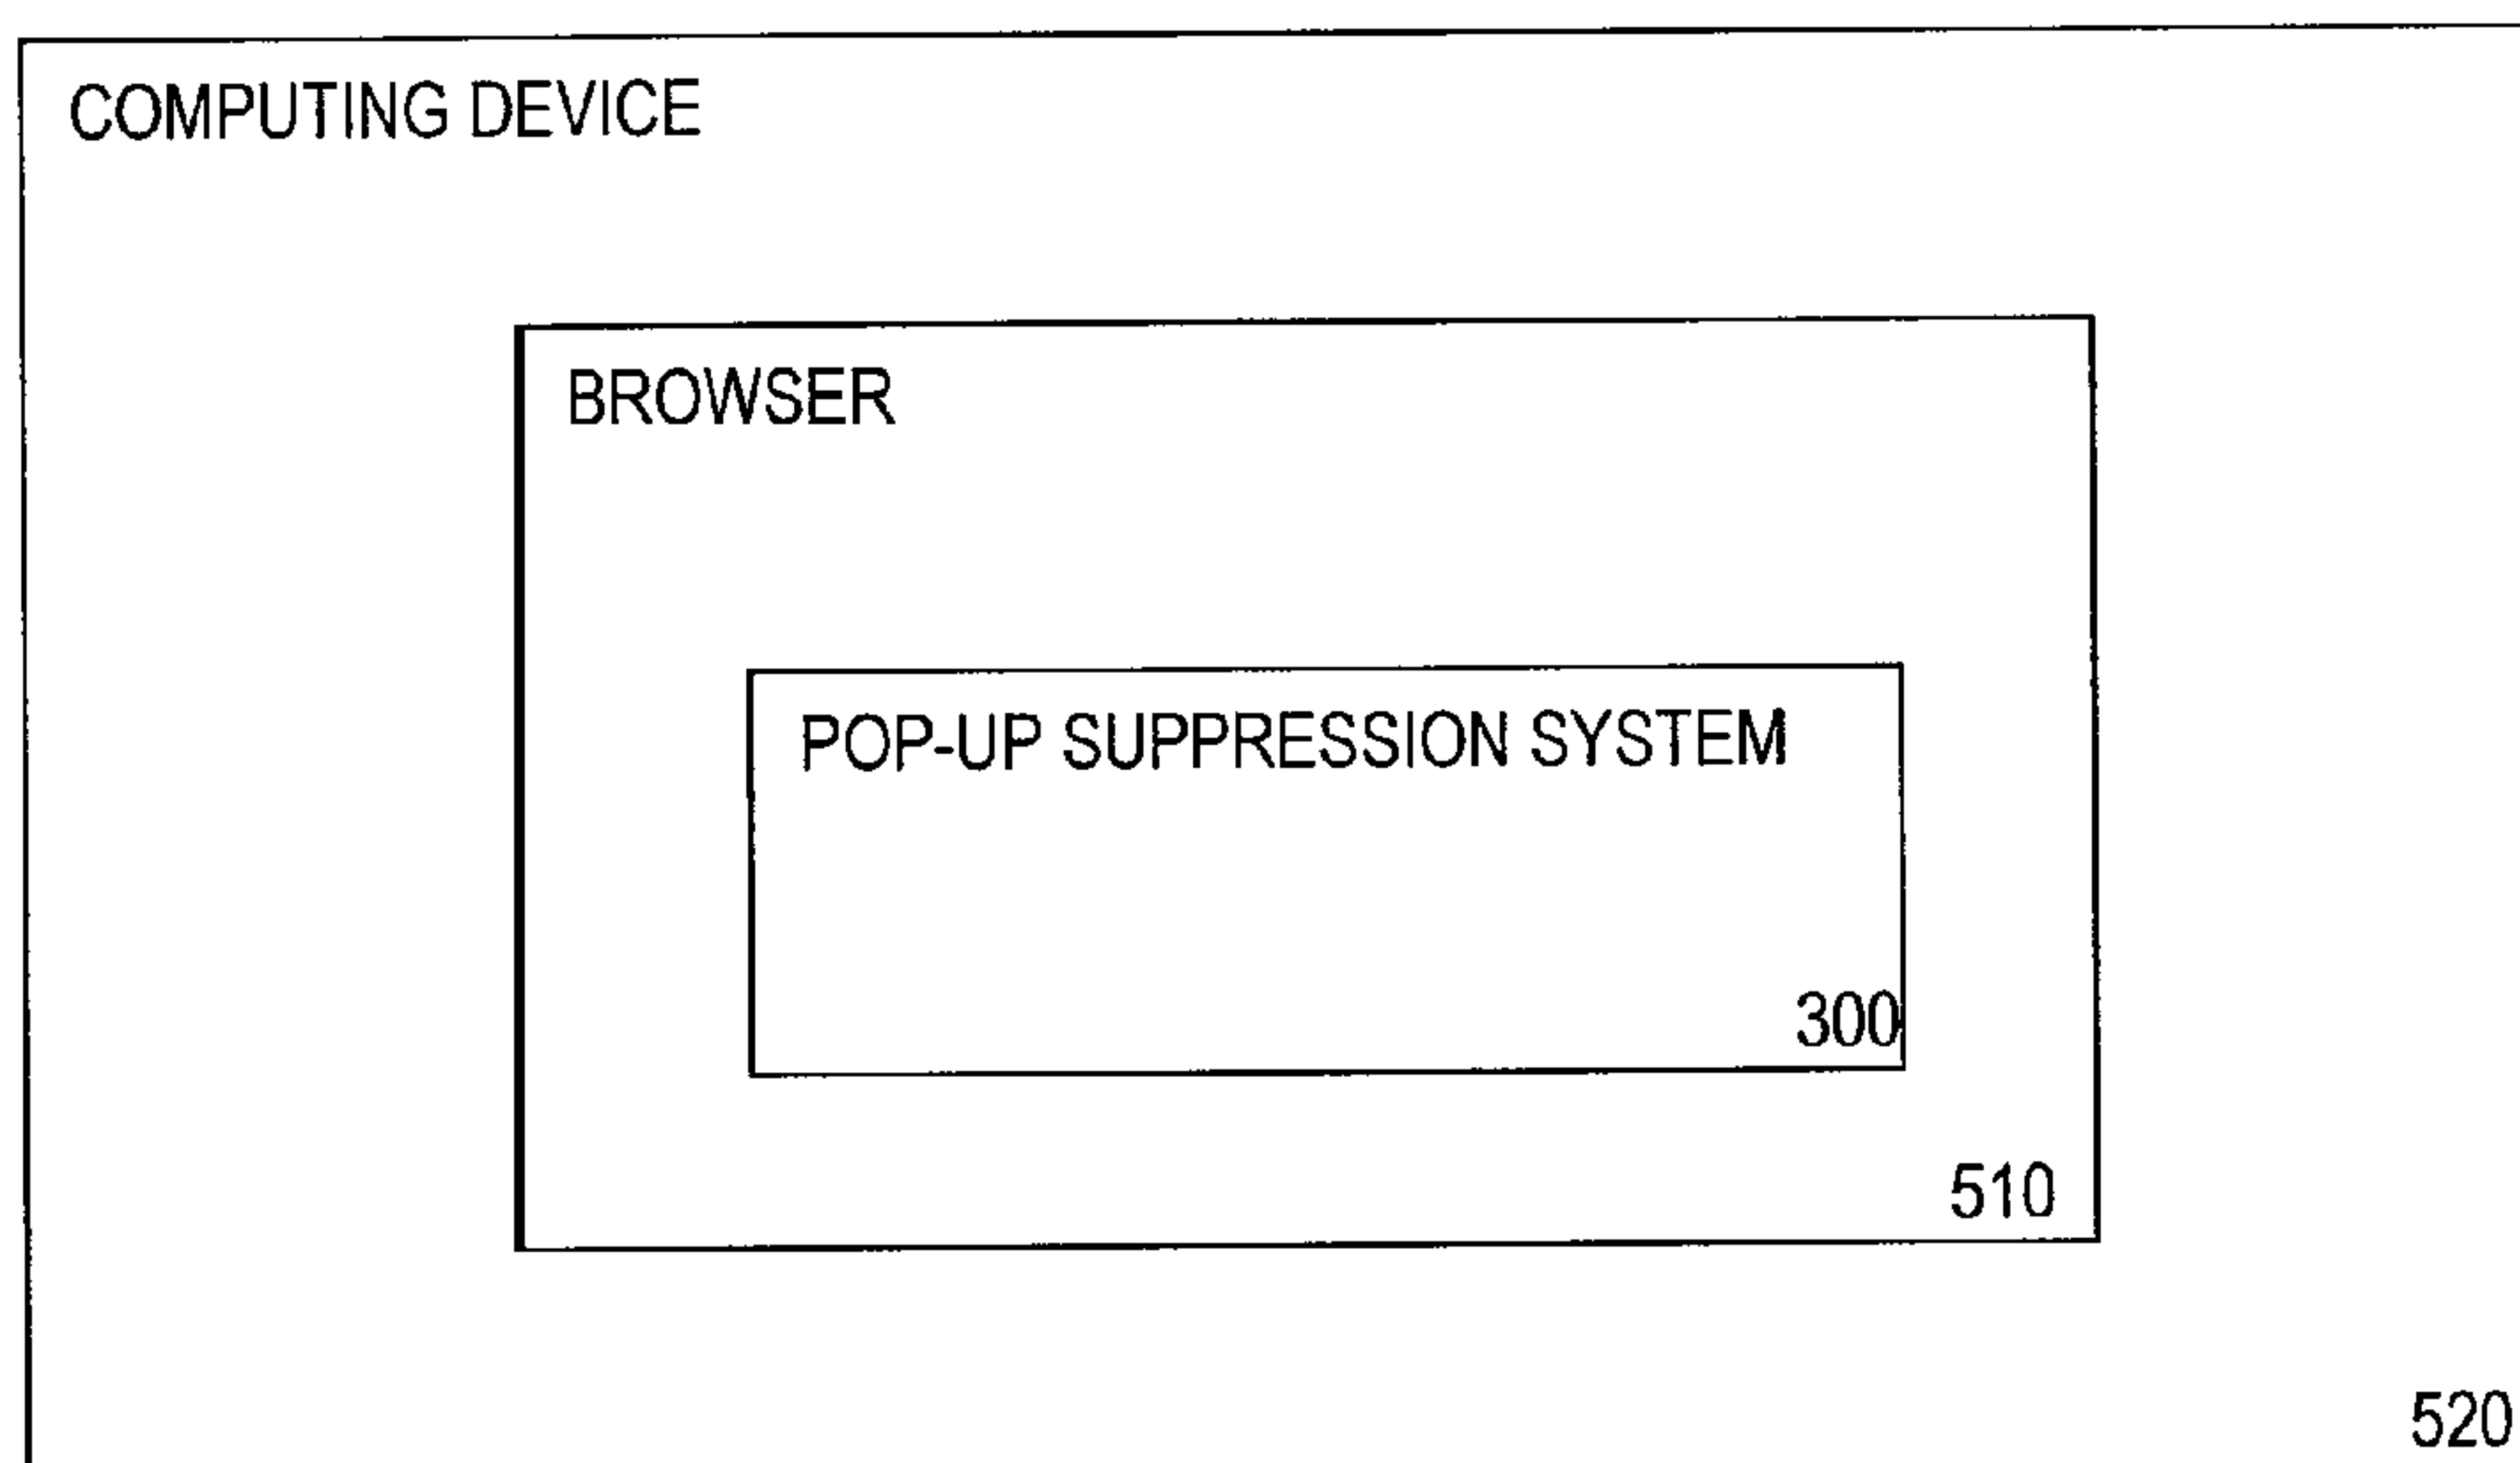 COMPUTING DEVICE
BROWSER
POP-UP SUPPRESSION SYSTEM
300
510
520